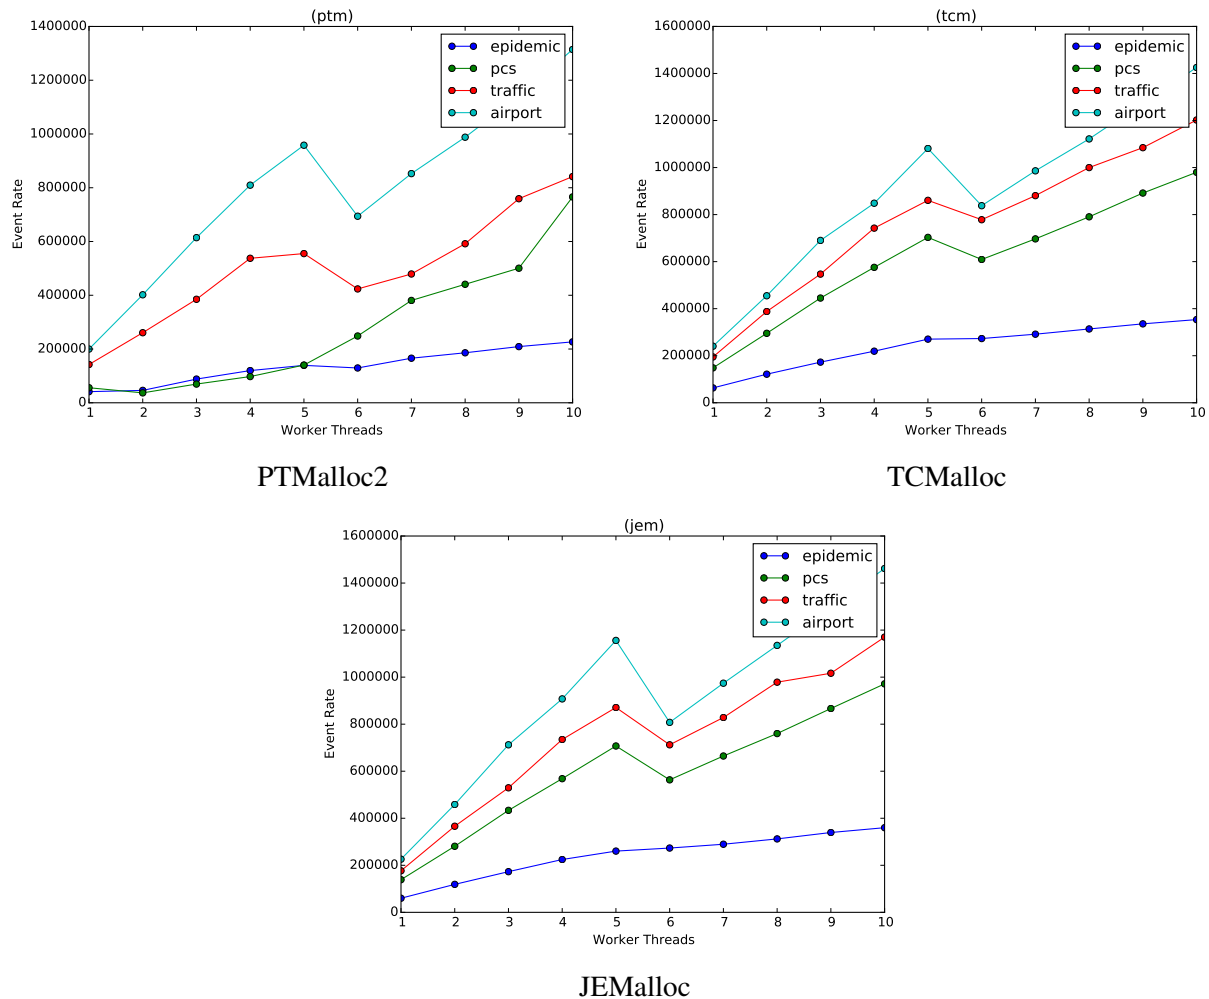 (ptm)
1400000
1200000
1000000
800000
600000
400000
200000
0
Event Rate
epidemic
pcs
traffic
airport
1 2 3 4 5 6 7 8 9 10
Worker Threads
PTMalloc2
(tcm)
1600000
1400000
1200000
1000000
800000
600000
400000
200000
0
Event Rate
epidemic
pcs
traffic
airport
1 2 3 4 5 6 7 8 9 10
Worker Threads
TCMalloc
(jem)
1600000
1400000
1200000
1000000
800000
600000
400000
200000
0
Event Rate
epidemic
pcs
traffic
airport
1 2 3 4 5 6 7 8 9 10
Worker Threads
JEMalloc